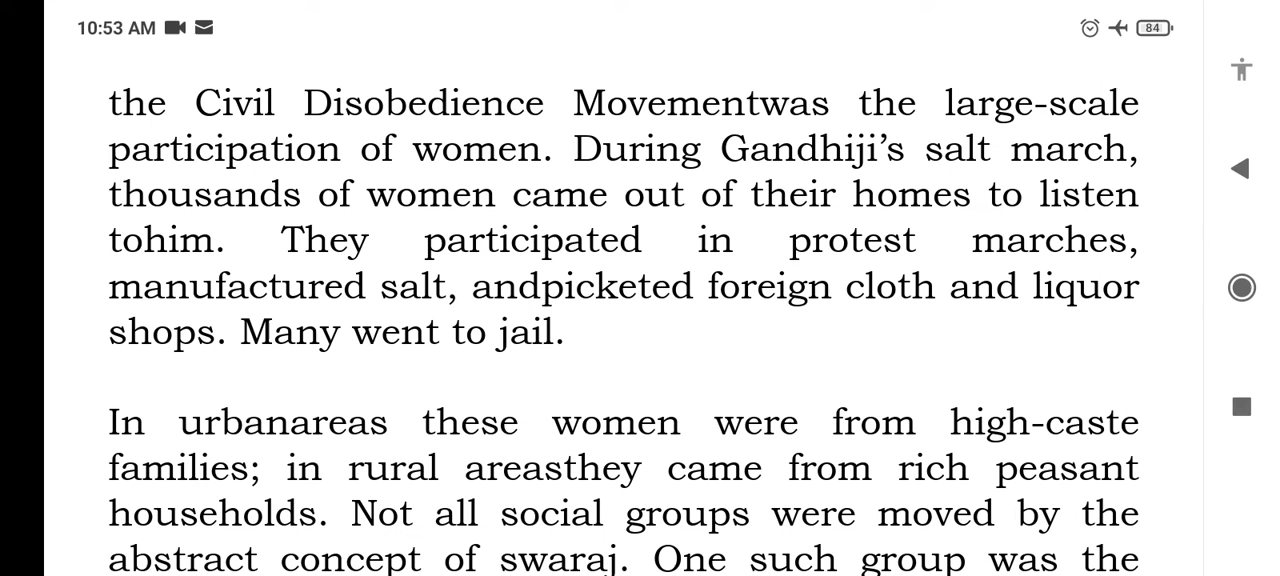 10:53 AM
84
the Civil Disobedience Movementwas the large-scale
participation of women. During Gandhiji’s salt march,
thousands of women came out of their homes to listen
tohim. They participated in protest marches,
manufactured salt, andpicketed foreign cloth and liquor
shops. Many went to jail.
In urbanareas these women were from high-caste
families; in rural areasthey came from rich peasant
households. Not all social groups were moved by the
abstract concept of swaraj. One such group was the